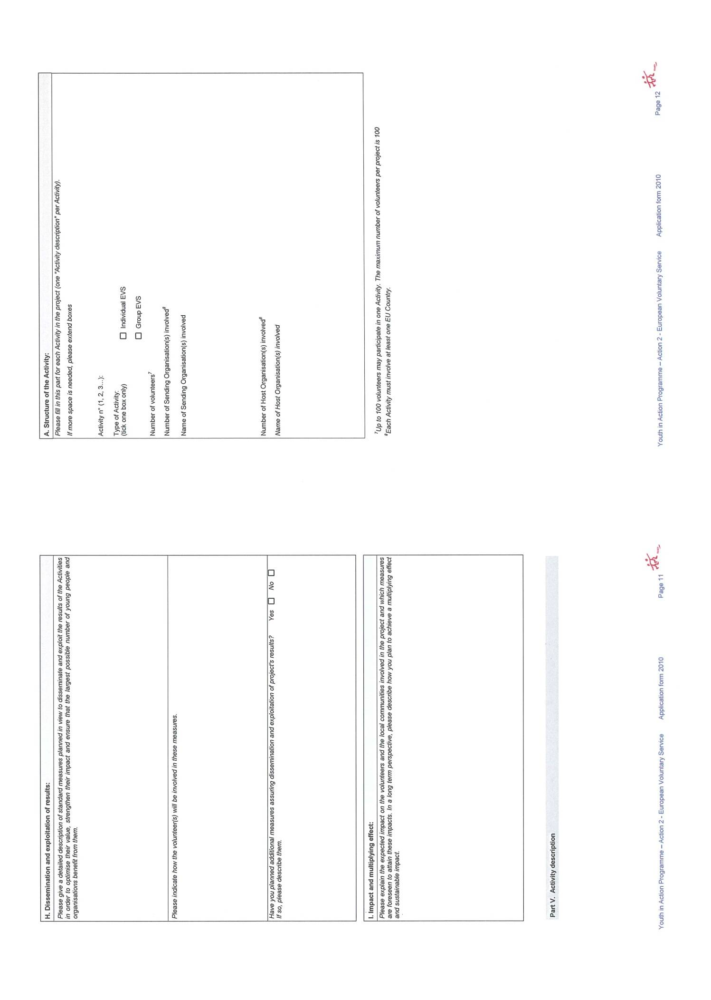 H. Dissemination and exploitation of results:
Please give a detailed description of standard measures planned in view to disseminate and exploit the results of the Activities
in order to optimise their value, strengthen their impact and ensure that the largest possible number of young people and
organisations benefit from them.
Please indicate how the volunteer(s) will be involved in these measures.
Have you planned additional measures assuring dissemination and exploitation of project's results? Yes ☐ No ☐
If so, please describe them.
I. Impact and multiplying effect:
Please explain the expected impact on the volunteers and the local communities involved in the project and which measures
are foreseen to attain these impacts. In a long term perspective, please describe how you plan to achieve a multiplying effect
and sustainable impact.
Part V. Activity description
Youth in Action Programme – Action 2 - European Voluntary Service Application form 2010 Page 11
Youth
A. Structure of the Activity:
Please fill in this part for each Activity in the project (one "Activity description" per Activity).
If more space is needed, please extend boxes
Activity n° (1, 2, 3...):
Type of Activity:
(tick one box only) ☐ Individual EVS
☐ Group EVS
Number of volunteers⁷
Number of Sending Organisation(s) involved⁸
Name of Sending Organisation(s) involved
Number of Host Organisation(s) involved⁸
Name of Host Organisation(s) involved
⁷Up to 100 volunteers may participate in one Activity. The maximum number of volunteers per project is 100
⁸Each Activity must involve at least one EU Country.
Youth in Action Programme – Action 2 - European Voluntary Service Application form 2010 Page 12
Youth